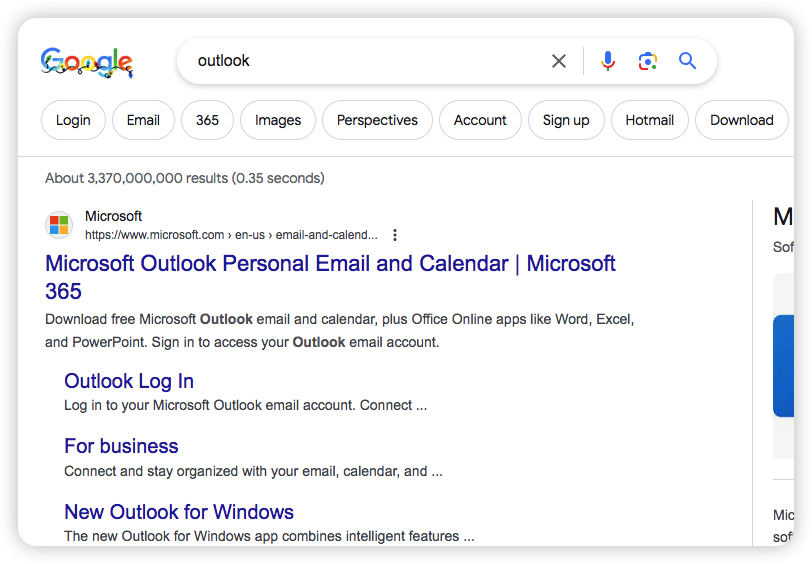 Google
outlook
Login
Email
365
Images
Perspectives
Account
Sign up
Hotmail
Download
About 3,370,000,000 results (0.35 seconds)
Microsoft
https://www.microsoft.com › en-us › email-and-calend...
Microsoft Outlook Personal Email and Calendar | Microsoft
365
Download free Microsoft Outlook email and calendar, plus Office Online apps like Word, Excel,
and PowerPoint. Sign in to access your Outlook email account.
Outlook Log In
Log in to your Microsoft Outlook email account. Connect ...
For business
Connect and stay organized with your email, calendar, and ...
New Outlook for Windows
The new Outlook for Windows app combines intelligent features ...